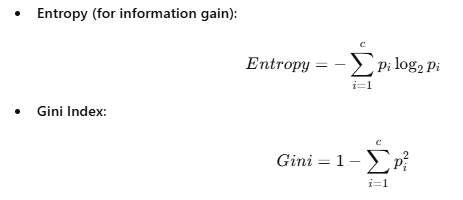 • Entropy (for information gain):
Entropy = − ∑_{i=1}^{c} p_i log_2 p_i
• Gini Index:
Gini = 1 − ∑_{i=1}^{c} p_i^2